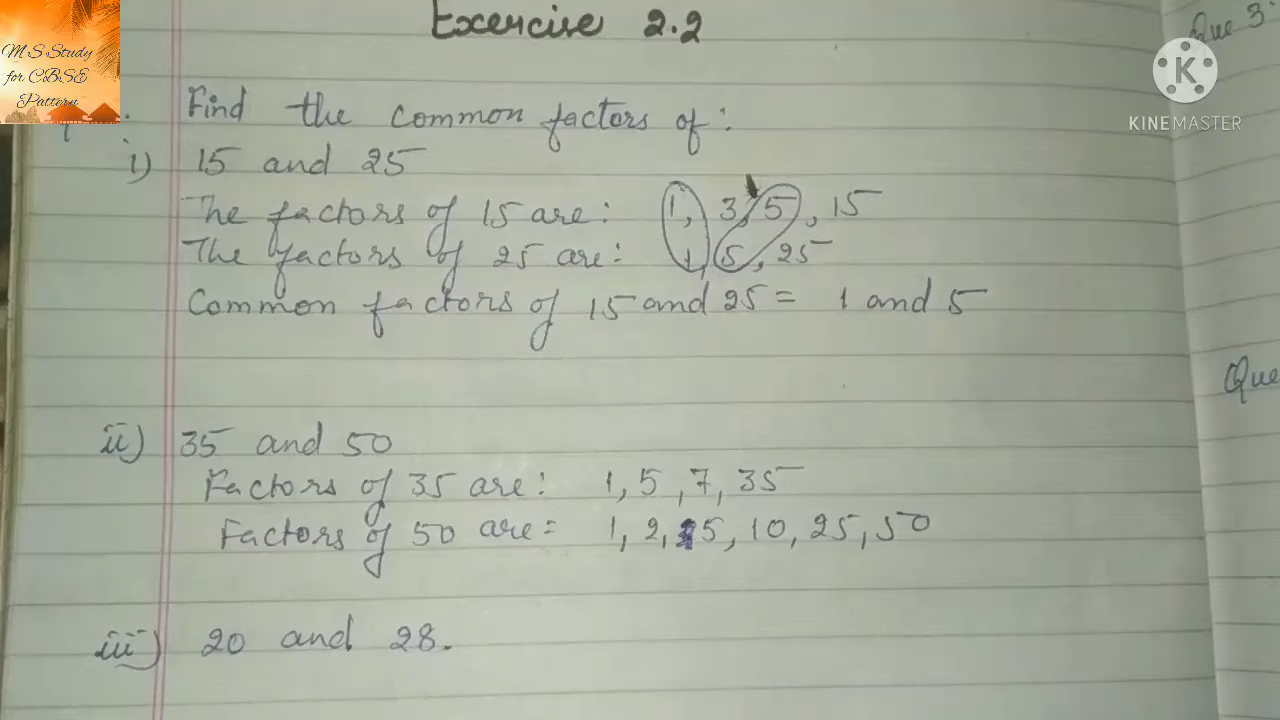 Exercise 2.2
Que 3
M S Study
for CBSE
Pattern
KINEMASTER
Find the common factors of:
i) 15 and 25
The factors of 15 are: 1, 3, 5, 15
The factors of 25 are: 1, 5, 25
Common factors of 15 and 25 = 1 and 5
Que
ii) 35 and 50
Factors of 35 are: 1, 5, 7, 35
Factors of 50 are = 1, 2, 5, 10, 25, 50
iii) 20 and 28.